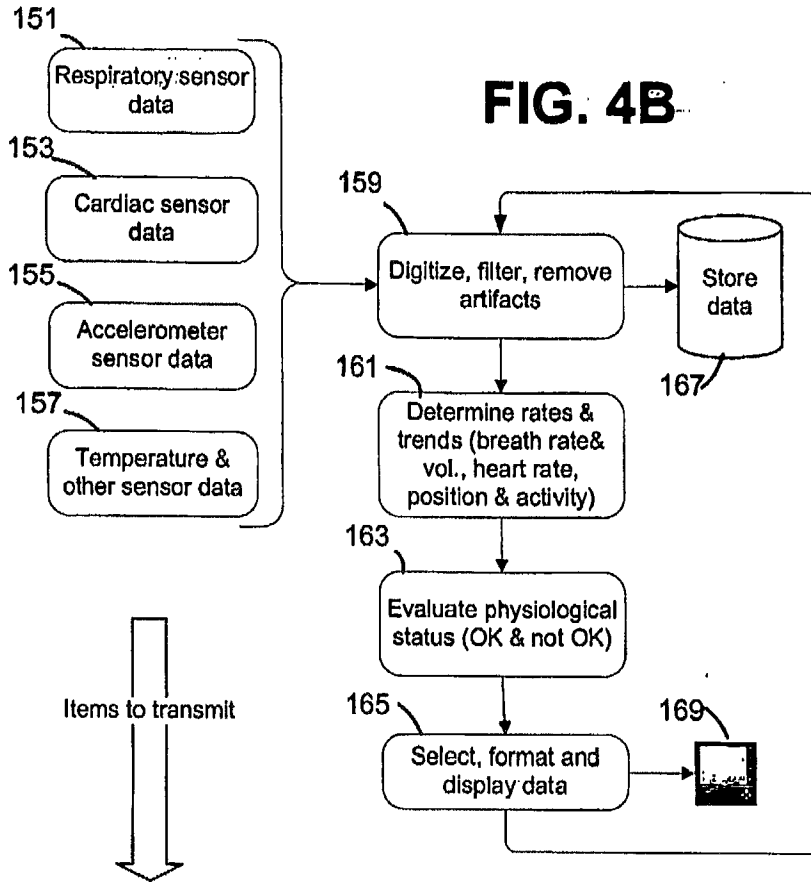 FIG. 4B
151
Respiratory sensor
data
153
Cardiac sensor
data
155
Accelerometer
sensor data
157
Temperature &
other sensor data
159
Digitize, filter, remove
artifacts
Store
data
167
161
Determine rates &
trends (breath rate&
vol., heart rate,
position & activity)
163
Evaluate physiological
status (OK & not OK)
Items to transmit
165
Select, format and
display data
169